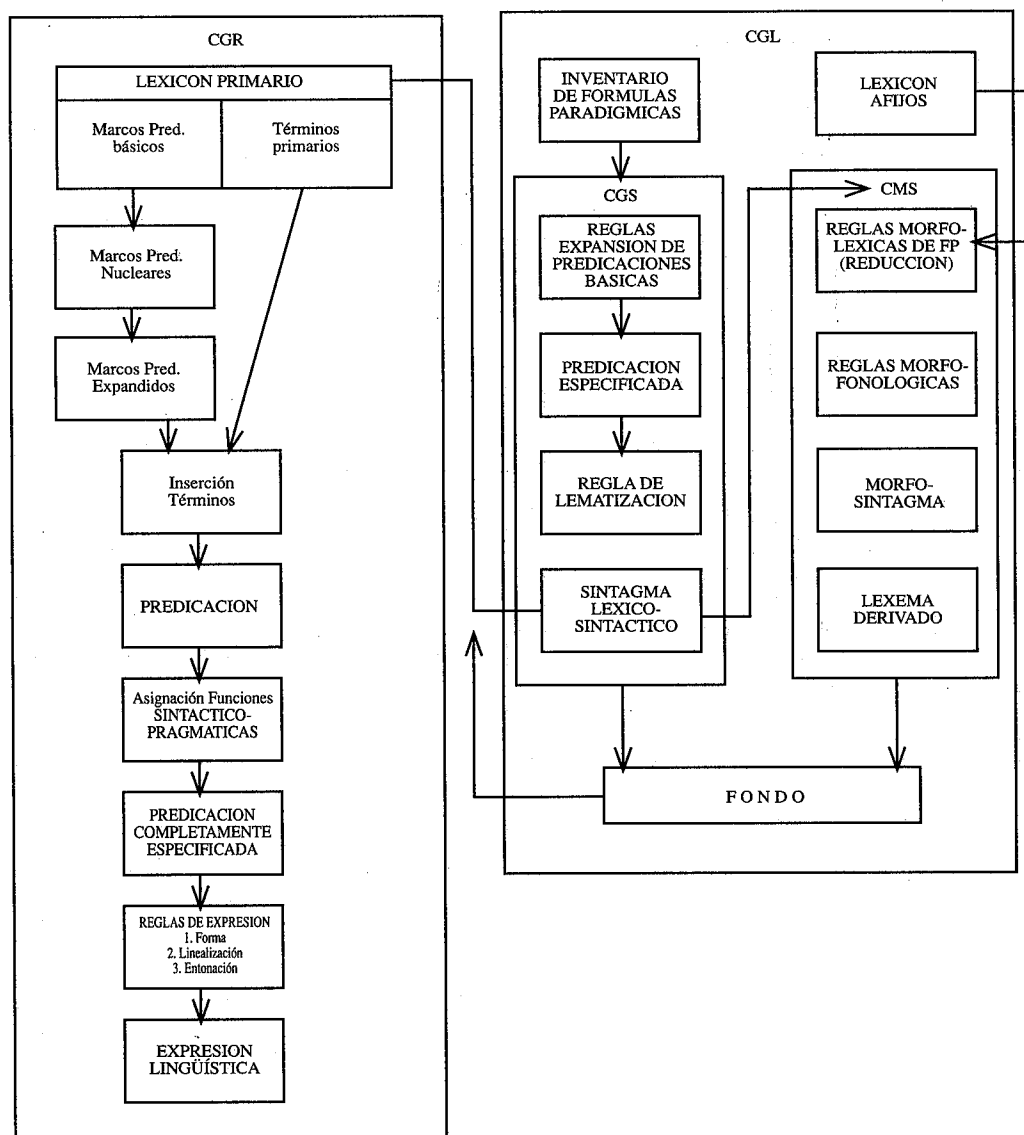 CGR
LEXICON PRIMARIO
Marcos Pred.
básicos
Términos
primarios
Marcos Pred.
Nucleares
Marcos Pred.
Expandidos
Inserción
Términos
PREDICACION
Asignación Funciones
SINTACTICO-
PRAGMATICAS
PREDICACION
COMPLETAMENTE
ESPECIFICADA
REGLAS DE EXPRESION
1. Forma
2. Linealización
3. Entonación
EXPRESION
LINGÜÍSTICA
CGL
INVENTARIO
DE FORMULAS
PARADIGMICAS
LEXICON
AFIJOS
CGS
REGLAS
EXPANSION DE
PREDICACIONES
BASICAS
PREDICACION
ESPECIFICADA
REGLA DE
LEMATIZACION
SINTAGMA
LEXICO-
SINTACTICO
CMS
REGLAS MORFO-
LEXICAS DE FP
(REDUCCION)
REGLAS MORFO-
FONOLOGICAS
MORFO-
SINTAGMA
LEXEMA
DERIVADO
FONDO